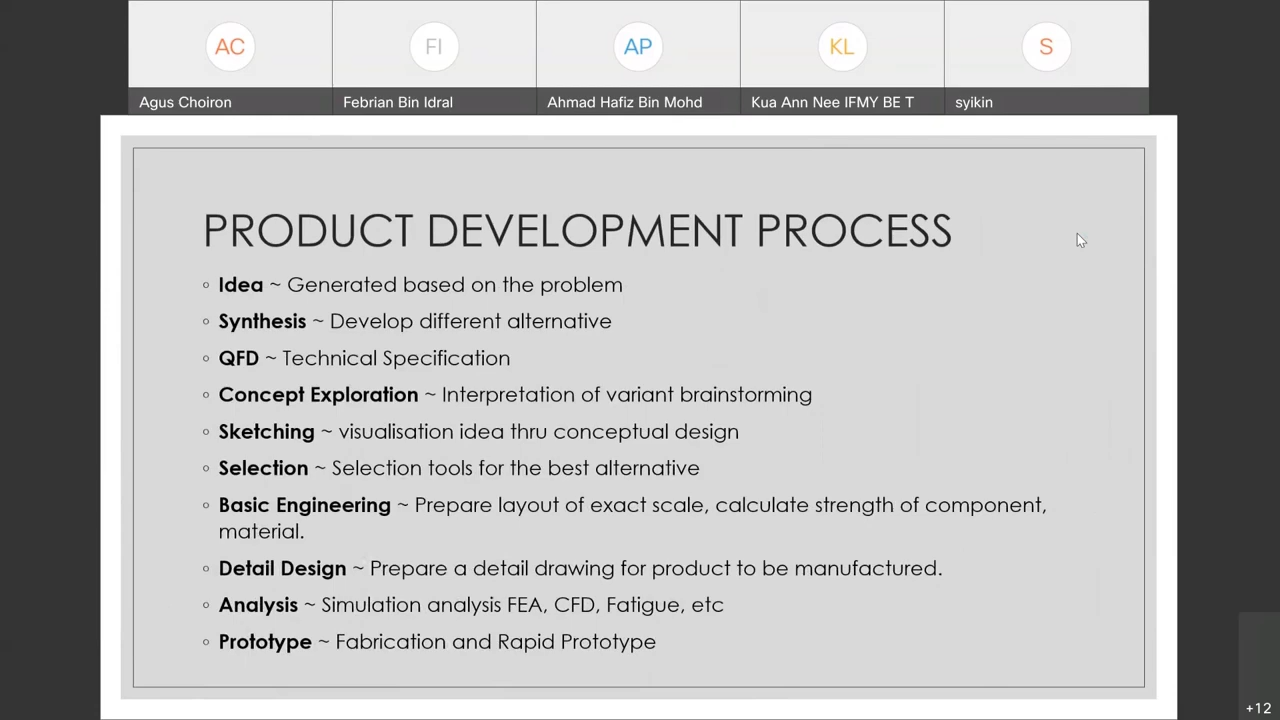 AC
FI
AP
KL
S
Agus Choiron
Febrian Bin Idral
Ahmad Hafiz Bin Mohd
Kua Ann Nee IFMY BE T
syikin
PRODUCT DEVELOPMENT PROCESS
◦ Idea ~ Generated based on the problem
◦ Synthesis ~ Develop different alternative
◦ QFD ~ Technical Specification
◦ Concept Exploration ~ Interpretation of variant brainstorming
◦ Sketching ~ visualisation idea thru conceptual design
◦ Selection ~ Selection tools for the best alternative
◦ Basic Engineering ~ Prepare layout of exact scale, calculate strength of component,
material.
◦ Detail Design ~ Prepare a detail drawing for product to be manufactured.
◦ Analysis ~ Simulation analysis FEA, CFD, Fatigue, etc
◦ Prototype ~ Fabrication and Rapid Prototype
+12